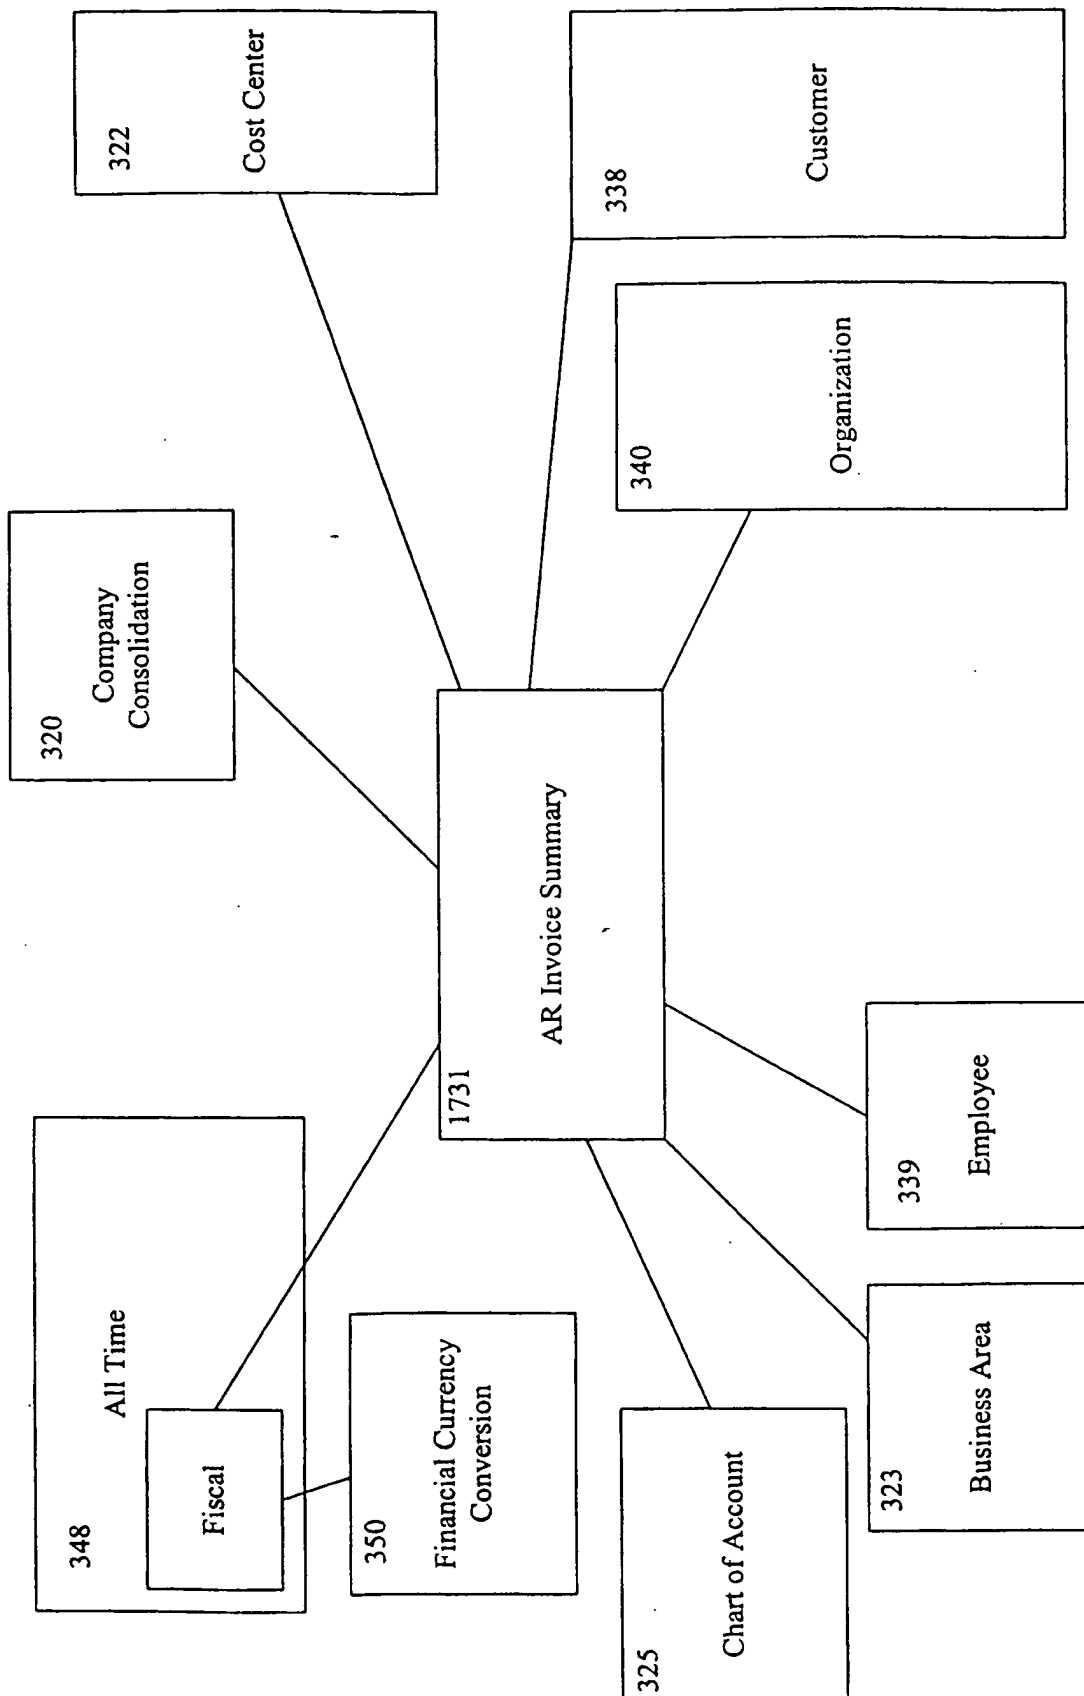 348
All Time
Fiscal
350
Financial Currency
Conversion
325
Chart of Account
323
Business Area
339
Employee
1731
AR Invoice Summary
320
Company
Consolidation
322
Cost Center
340
Organization
338
Customer